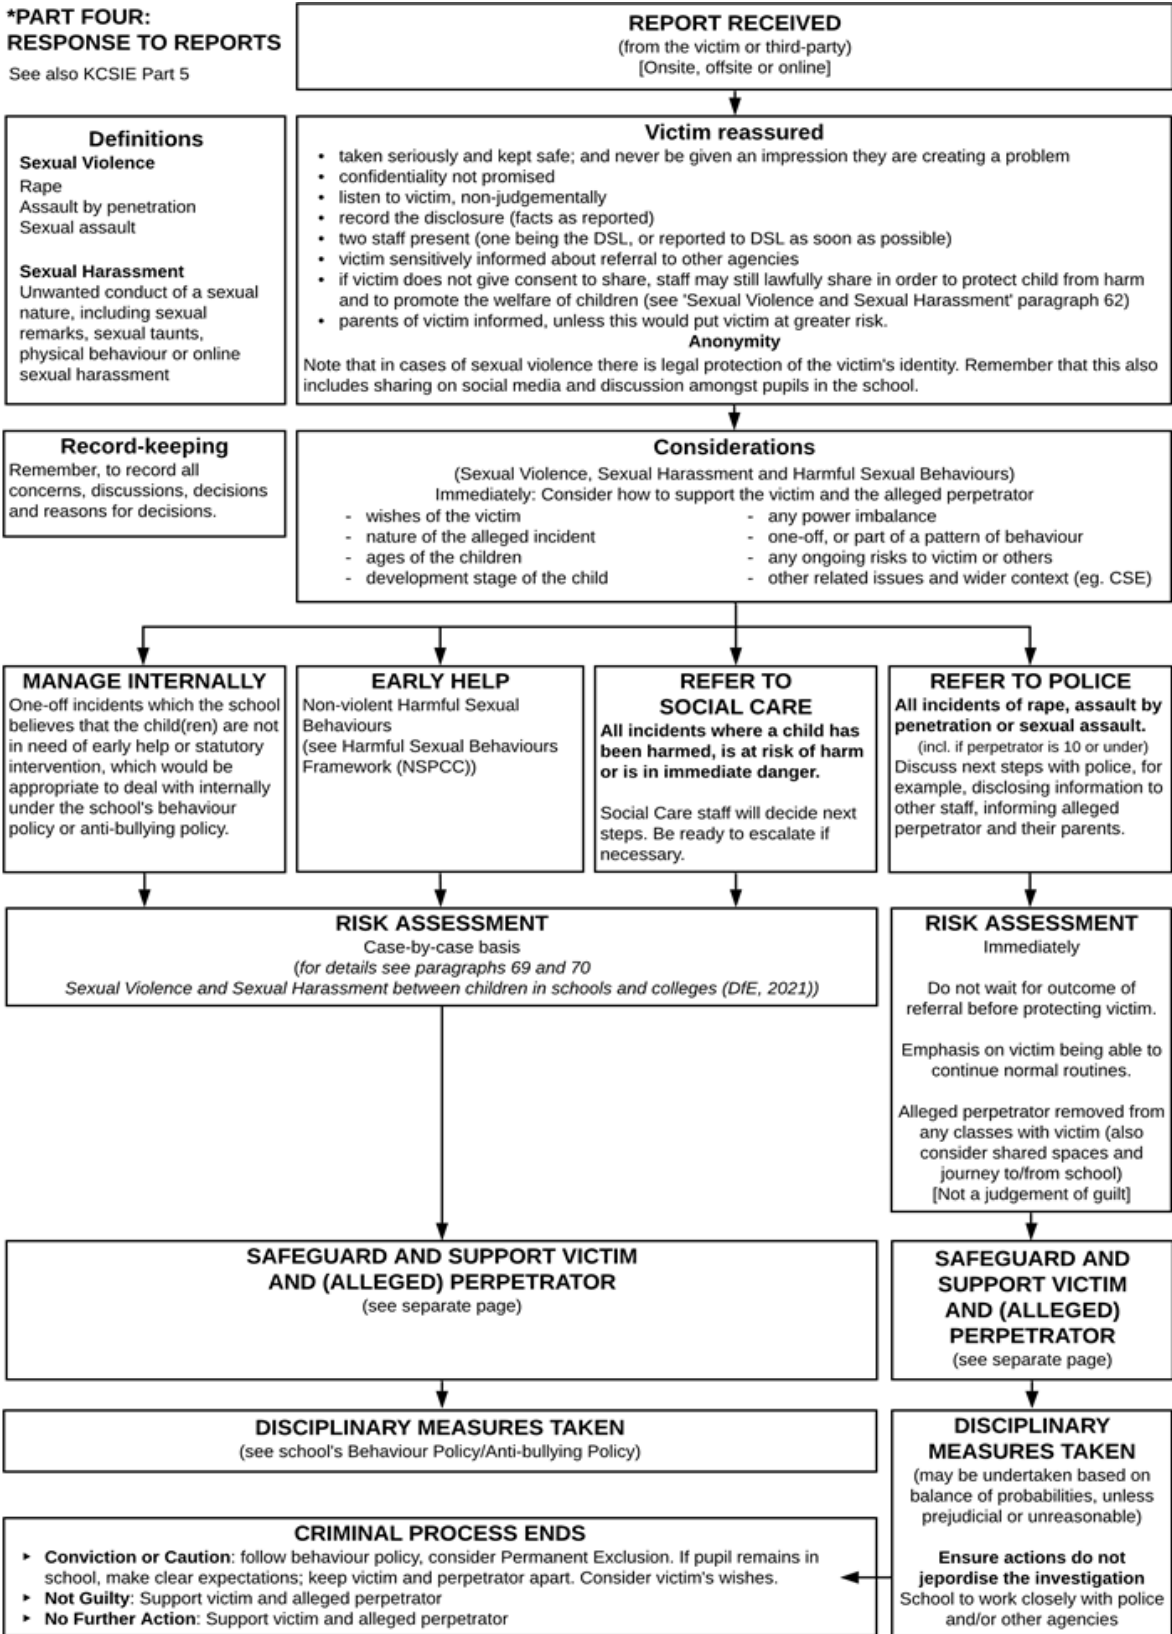 *PART FOUR:
RESPONSE TO REPORTS
See also KCSIE Part 5
REPORT RECEIVED
(from the victim or third-party)
[Onsite, offsite or online]
Definitions
Sexual Violence
Rape
Assault by penetration
Sexual assault
Sexual Harassment
Unwanted conduct of a sexual
nature, including sexual
remarks, sexual taunts,
physical behaviour or online
sexual harassment
Victim reassured
• taken seriously and kept safe; and never be given an impression they are creating a problem
• confidentiality not promised
• listen to victim, non-judgementally
• record the disclosure (facts as reported)
• two staff present (one being the DSL, or reported to DSL as soon as possible)
• victim sensitively informed about referral to other agencies
• if victim does not give consent to share, staff may still lawfully share in order to protect child from harm
and to promote the welfare of children (see 'Sexual Violence and Sexual Harassment' paragraph 62)
• parents of victim informed, unless this would put victim at greater risk.
Anonymity
Note that in cases of sexual violence there is legal protection of the victim's identity. Remember that this also
includes sharing on social media and discussion amongst pupils in the school.
Record-keeping
Remember, to record all
concerns, discussions, decisions
and reasons for decisions.
Considerations
(Sexual Violence, Sexual Harassment and Harmful Sexual Behaviours)
Immediately: Consider how to support the victim and the alleged perpetrator
- wishes of the victim
- nature of the alleged incident
- ages of the children
- development stage of the child
- any power imbalance
- one-off, or part of a pattern of behaviour
- any ongoing risks to victim or others
- other related issues and wider context (eg. CSE)
MANAGE INTERNALLY
One-off incidents which the school
believes that the child(ren) are not
in need of early help or statutory
intervention, which would be
appropriate to deal with internally
under the school's behaviour
policy or anti-bullying policy.
EARLY HELP
Non-violent Harmful Sexual
Behaviours
(see Harmful Sexual Behaviours
Framework (NSPCC))
REFER TO
SOCIAL CARE
All incidents where a child has
been harmed, is at risk of harm
or is in immediate danger.
Social Care staff will decide next
steps. Be ready to escalate if
necessary.
REFER TO POLICE
All incidents of rape, assault by
penetration or sexual assault.
(incl. if perpetrator is 10 or under)
Discuss next steps with police, for
example, disclosing information to
other staff, informing alleged
perpetrator and their parents.
RISK ASSESSMENT
Case-by-case basis
(for details see paragraphs 69 and 70
Sexual Violence and Sexual Harassment between children in schools and colleges (DfE, 2021))
RISK ASSESSMENT
Immediately
Do not wait for outcome of
referral before protecting victim.
Emphasis on victim being able to
continue normal routines.
Alleged perpetrator removed from
any classes with victim (also
consider shared spaces and
journey to/from school)
[Not a judgement of guilt]
SAFEGUARD AND SUPPORT VICTIM
AND (ALLEGED) PERPETRATOR
(see separate page)
SAFEGUARD AND
SUPPORT VICTIM
AND (ALLEGED)
PERPETRATOR
(see separate page)
DISCIPLINARY MEASURES TAKEN
(see school's Behaviour Policy/Anti-bullying Policy)
DISCIPLINARY
MEASURES TAKEN
(may be undertaken based on
balance of probabilities, unless
prejudicial or unreasonable)
Ensure actions do not
jepordise the investigation
School to work closely with police
and/or other agencies
CRIMINAL PROCESS ENDS
▸ Conviction or Caution: follow behaviour policy, consider Permanent Exclusion. If pupil remains in
school, make clear expectations; keep victim and perpetrator apart. Consider victim's wishes.
▸ Not Guilty: Support victim and alleged perpetrator
▸ No Further Action: Support victim and alleged perpetrator